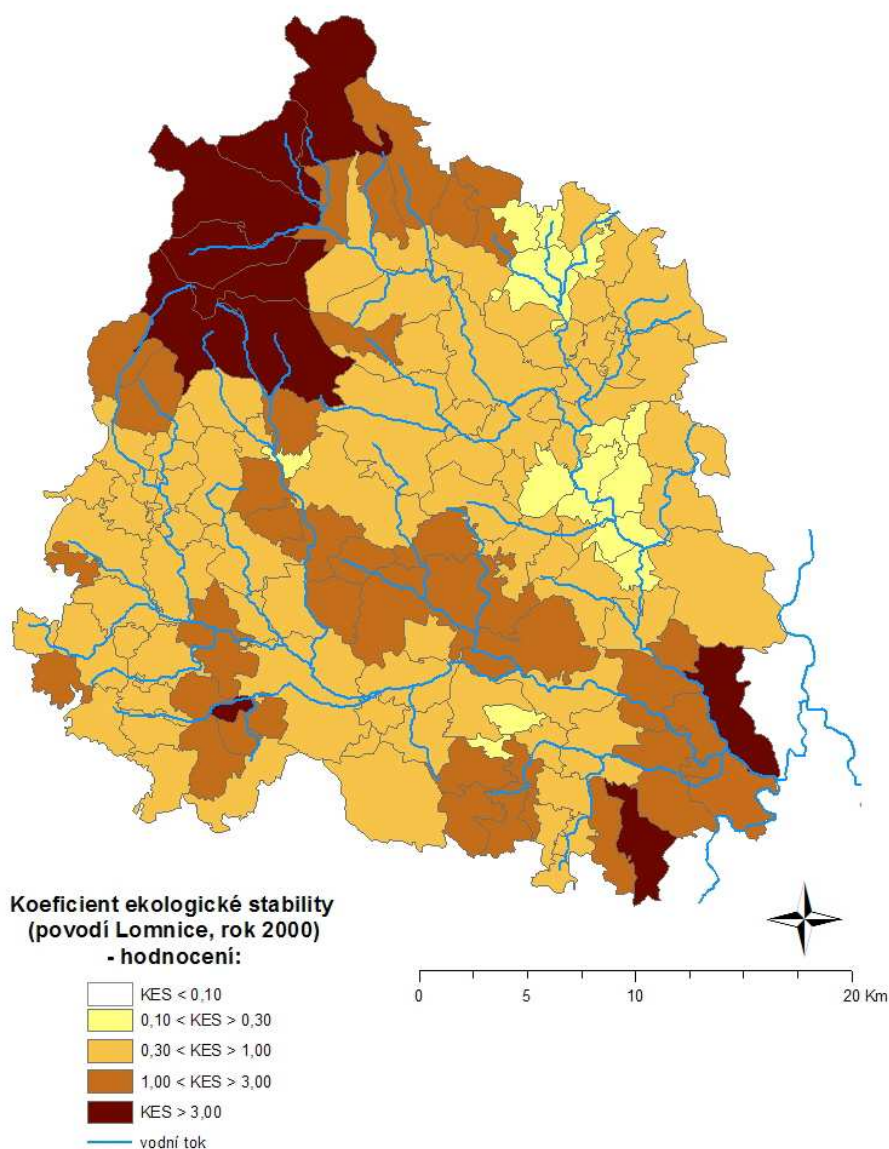 Koeficient ekologické stability
(povodí Lomnice, rok 2000)
- hodnocení:
KES < 0,10
0,10 < KES > 0,30
0,30 < KES > 1,00
1,00 < KES > 3,00
KES > 3,00
vodní tok
0 5 10 20 Km